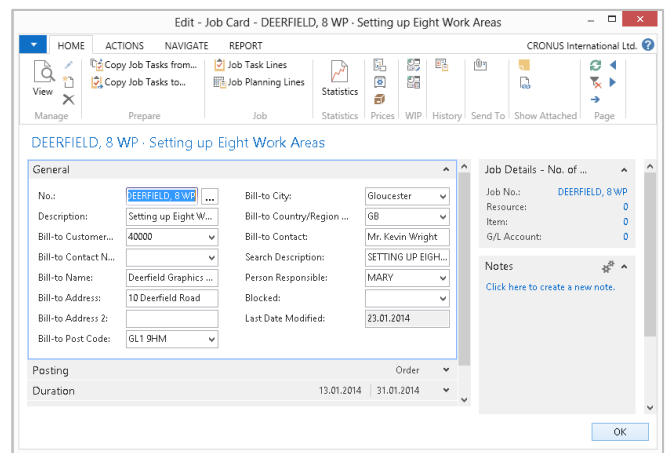 Edit - Job Card - DEERFIELD, 8 WP · Setting up Eight Work Areas
HOME ACTIONS NAVIGATE REPORT CRONUS International Ltd.
Copy Job Tasks from... Job Task Lines
Copy Job Tasks to... Job Planning Lines
View Statistics
Manage Prepare Job Statistics Prices WIP History Send To Show Attached Page
DEERFIELD, 8 WP · Setting up Eight Work Areas
General
No.: DEERFIELD, 8 WP ...
Description: Setting up Eight W...
Bill-to Customer... 40000
Bill-to Contact N...
Bill-to Name: Deerfield Graphics ...
Bill-to Address: 10 Deerfield Road
Bill-to Address 2:
Bill-to Post Code: GL1 9HM
Bill-to City: Gloucester
Bill-to Country/Region ... GB
Bill-to Contact: Mr. Kevin Wright
Search Description: SETTING UP EIGH...
Person Responsible: MARY
Blocked:
Last Date Modified: 23.01.2014
Posting Order
Duration 13.01.2014 31.01.2014
Job Details - No. of ...
Job No.: DEERFIELD, 8 WP
Resource: 0
Item: 0
G/L Account: 0
Notes
Click here to create a new note.
OK